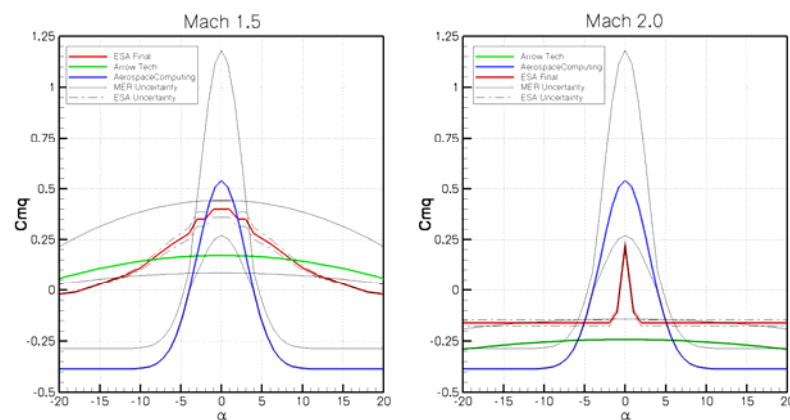 Mach 1.5
1.25
1
0.75
0.5
0.25
0
-0.25
-0.5
Cmq
ESA Final
Arrow Tech
AerospaceComputing
MER Uncertainty
ESA Uncertainty
-20 -15 -10 -5 0 5 10 15 20
α
Mach 2.0
1.25
1
0.75
0.5
0.25
0
-0.25
-0.5
Cmq
Arrow Tech
AerospaceComputing
ESA Final
MER Uncertainty
ESA Uncertainty
-20 -15 -10 -5 0 5 10 15 20
α